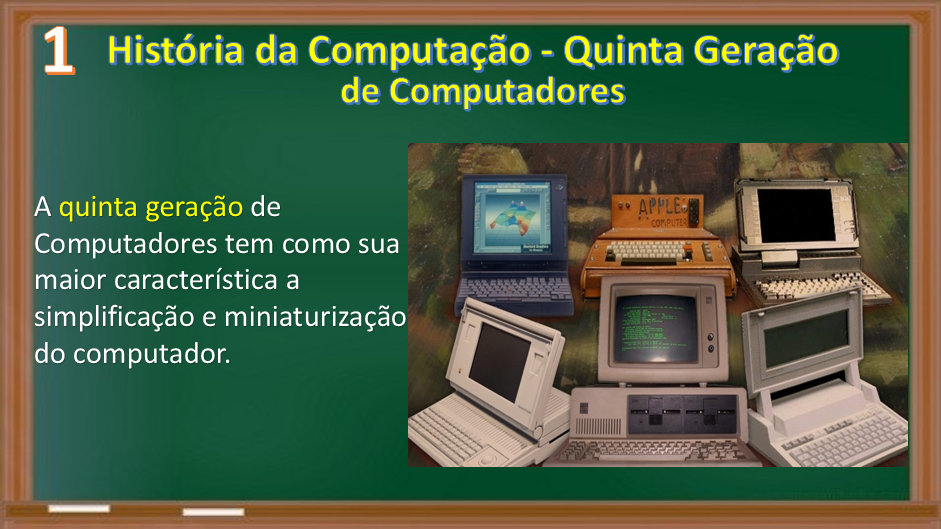 1
História da Computação - Quinta Geração
de Computadores
A quinta geração de
Computadores tem como sua
maior característica a
simplificação e miniaturização
do computador.
APPLE
COMPUTER